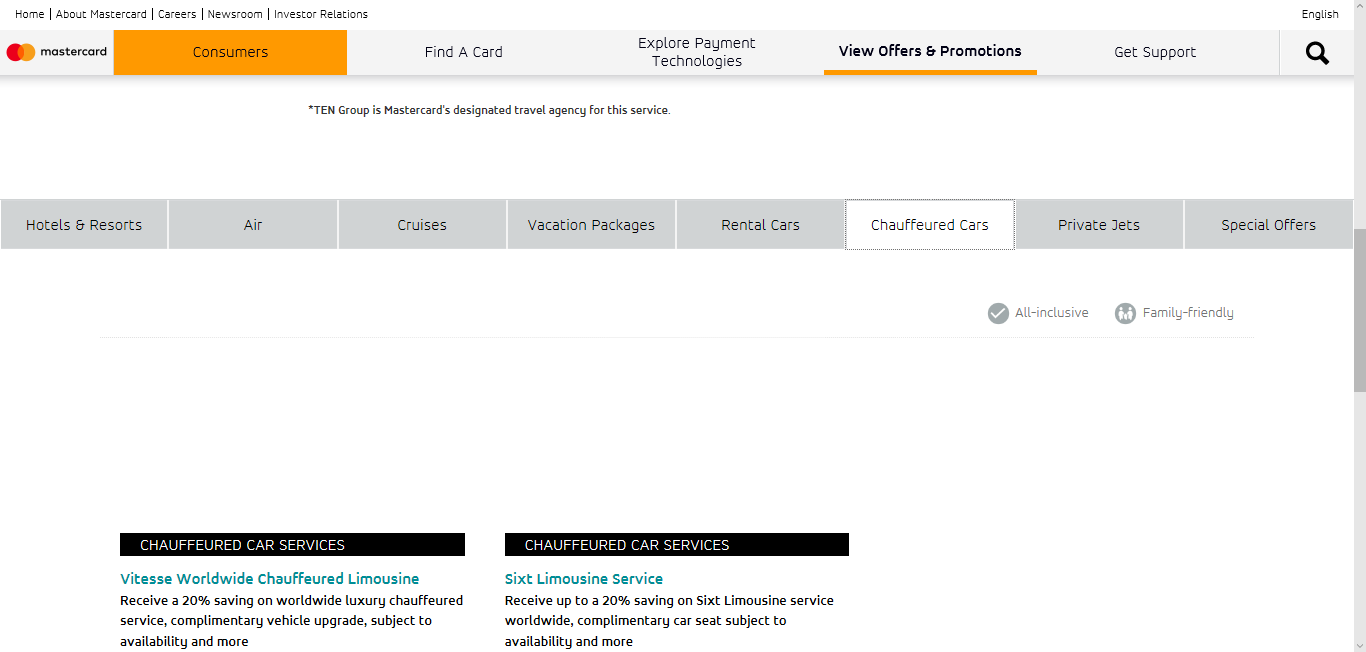 Home | About Mastercard | Careers | Newsroom | Investor Relations English
mastercard Consumers Find A Card Explore Payment Technologies View Offers & Promotions Get Support
*TEN Group is Mastercard's designated travel agency for this service.
Hotels & Resorts Air Cruises Vacation Packages Rental Cars Chauffeured Cars Private Jets Special Offers
All-inclusive Family-friendly
CHAUFFEURED CAR SERVICES
Vitesse Worldwide Chauffeured Limousine
Receive a 20% saving on worldwide luxury chauffeured
service, complimentary vehicle upgrade, subject to
availability and more
CHAUFFEURED CAR SERVICES
Sixt Limousine Service
Receive up to a 20% saving on Sixt Limousine service
worldwide, complimentary car seat subject to
availability and more